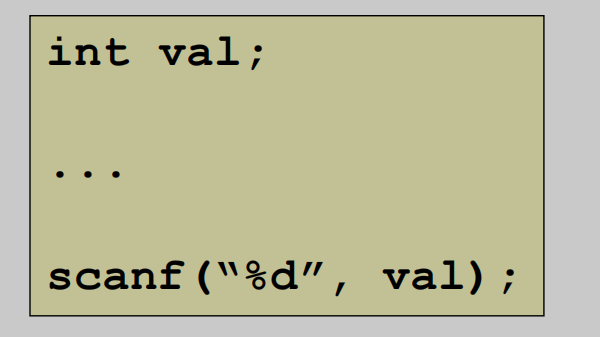 int val;
...
scanf(“%d”, val);